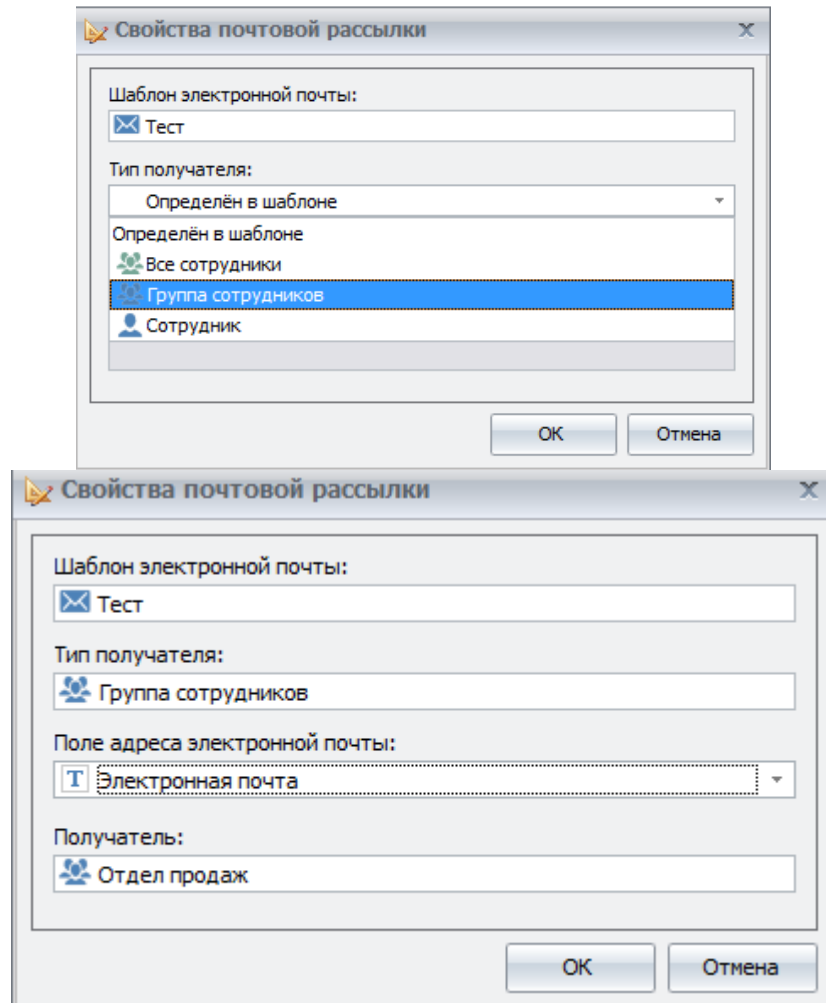 Свойства почтовой рассылки
Шаблон электронной почты:
Тест
Тип получателя:
Определён в шаблоне
Определён в шаблоне
Все сотрудники
Группа сотрудников
Сотрудник
ОК
Отмена
Свойства почтовой рассылки
Шаблон электронной почты:
Тест
Тип получателя:
Группа сотрудников
Поле адреса электронной почты:
Электронная почта
Получатель:
Отдел продаж
ОК
Отмена